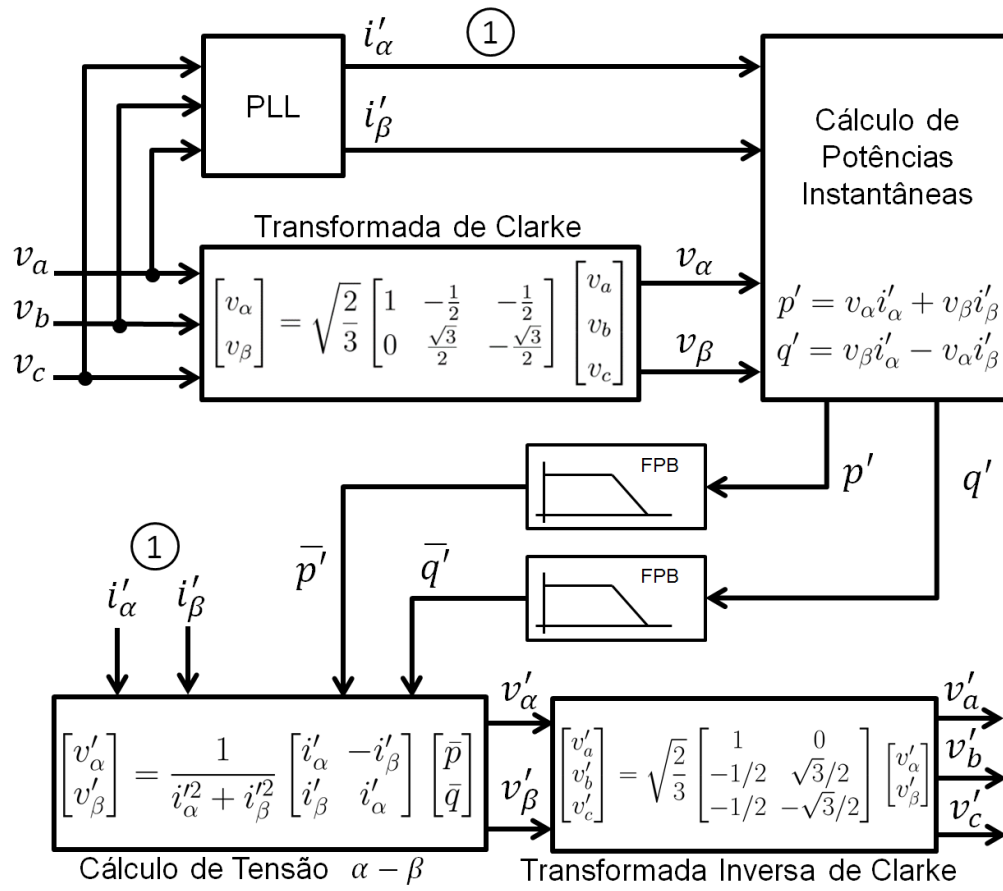 i'_α
①
PLL
i'_β
Cálculo de
Potências
Instantâneas
p' = v_α i'_α + v_β i'_β
q' = v_β i'_α − v_α i'_β
Transformada de Clarke
v_a
v_b
v_c
[v_α; v_β] = √(2/3) [1 −1/2 −1/2; 0 √3/2 −√3/2] [v_a; v_b; v_c]
v_α
v_β
FPB
p'
q'
p̅'
q̅'
FPB
①
i'_α
i'_β
[v'_α; v'_β] = 1/(i'²_α + i'²_β) [i'_α −i'_β; i'_β i'_α] [p̄; q̄]
Cálculo de Tensão α − β
v'_α
v'_β
[v'_a; v'_b; v'_c] = √(2/3) [1 0; −1/2 √3/2; −1/2 −√3/2] [v'_α; v'_β]
Transformada Inversa de Clarke
v'_a
v'_b
v'_c